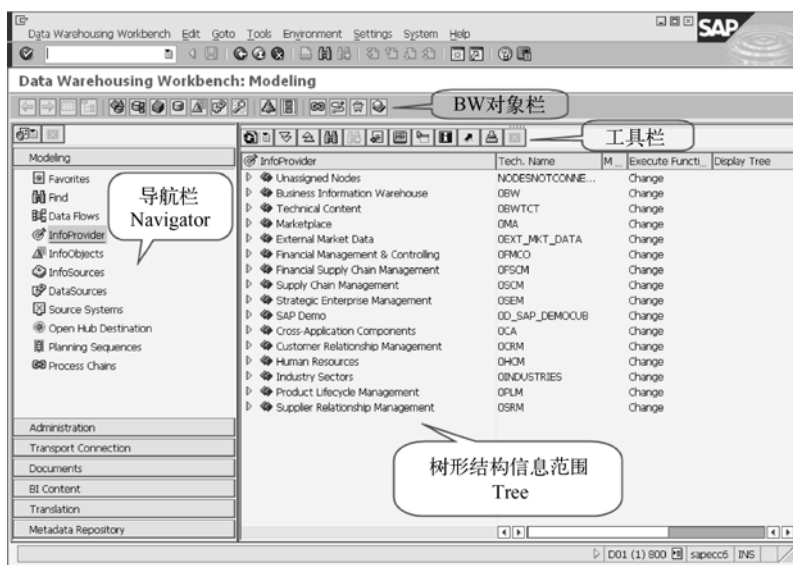 Data Warehousing Workbench Edit Goto Tools Environment Settings System Help
SAP
Data Warehousing Workbench: Modeling
BW对象栏
工具栏
Modeling
Favorites
Find
Data Flows
InfoProvider
InfoObjects
InfoSources
DataSources
Source Systems
Open Hub Destination
Planning Sequences
Process Chains
导航栏
Navigator
Administration
Transport Connection
Documents
BI Content
Translation
Metadata Repository
InfoProvider Tech. Name M... Execute Functi... Display Tree
Unassigned Nodes NODESNOTCONNE... Change
Business Information Warehouse 0BW Change
Technical Content 0BWTCT Change
Marketplace 0MA Change
External Market Data 0EXT_MKT_DATA Change
Financial Management & Controlling 0FMCO Change
Financial Supply Chain Management 0FSCM Change
Supply Chain Management 0SCM Change
Strategic Enterprise Management 0SEM Change
SAP Demo 0D_SAP_DEMOCUB Change
Cross-Application Components 0CA Change
Customer Relationship Management 0CRM Change
Human Resources 0HCM Change
Industry Sectors 0INDUSTRIES Change
Product Lifecycle Management 0PLM Change
Supplier Relationship Management 0SRM Change
树形结构信息范围
Tree
D01 (1) 800 sapecc6 INS